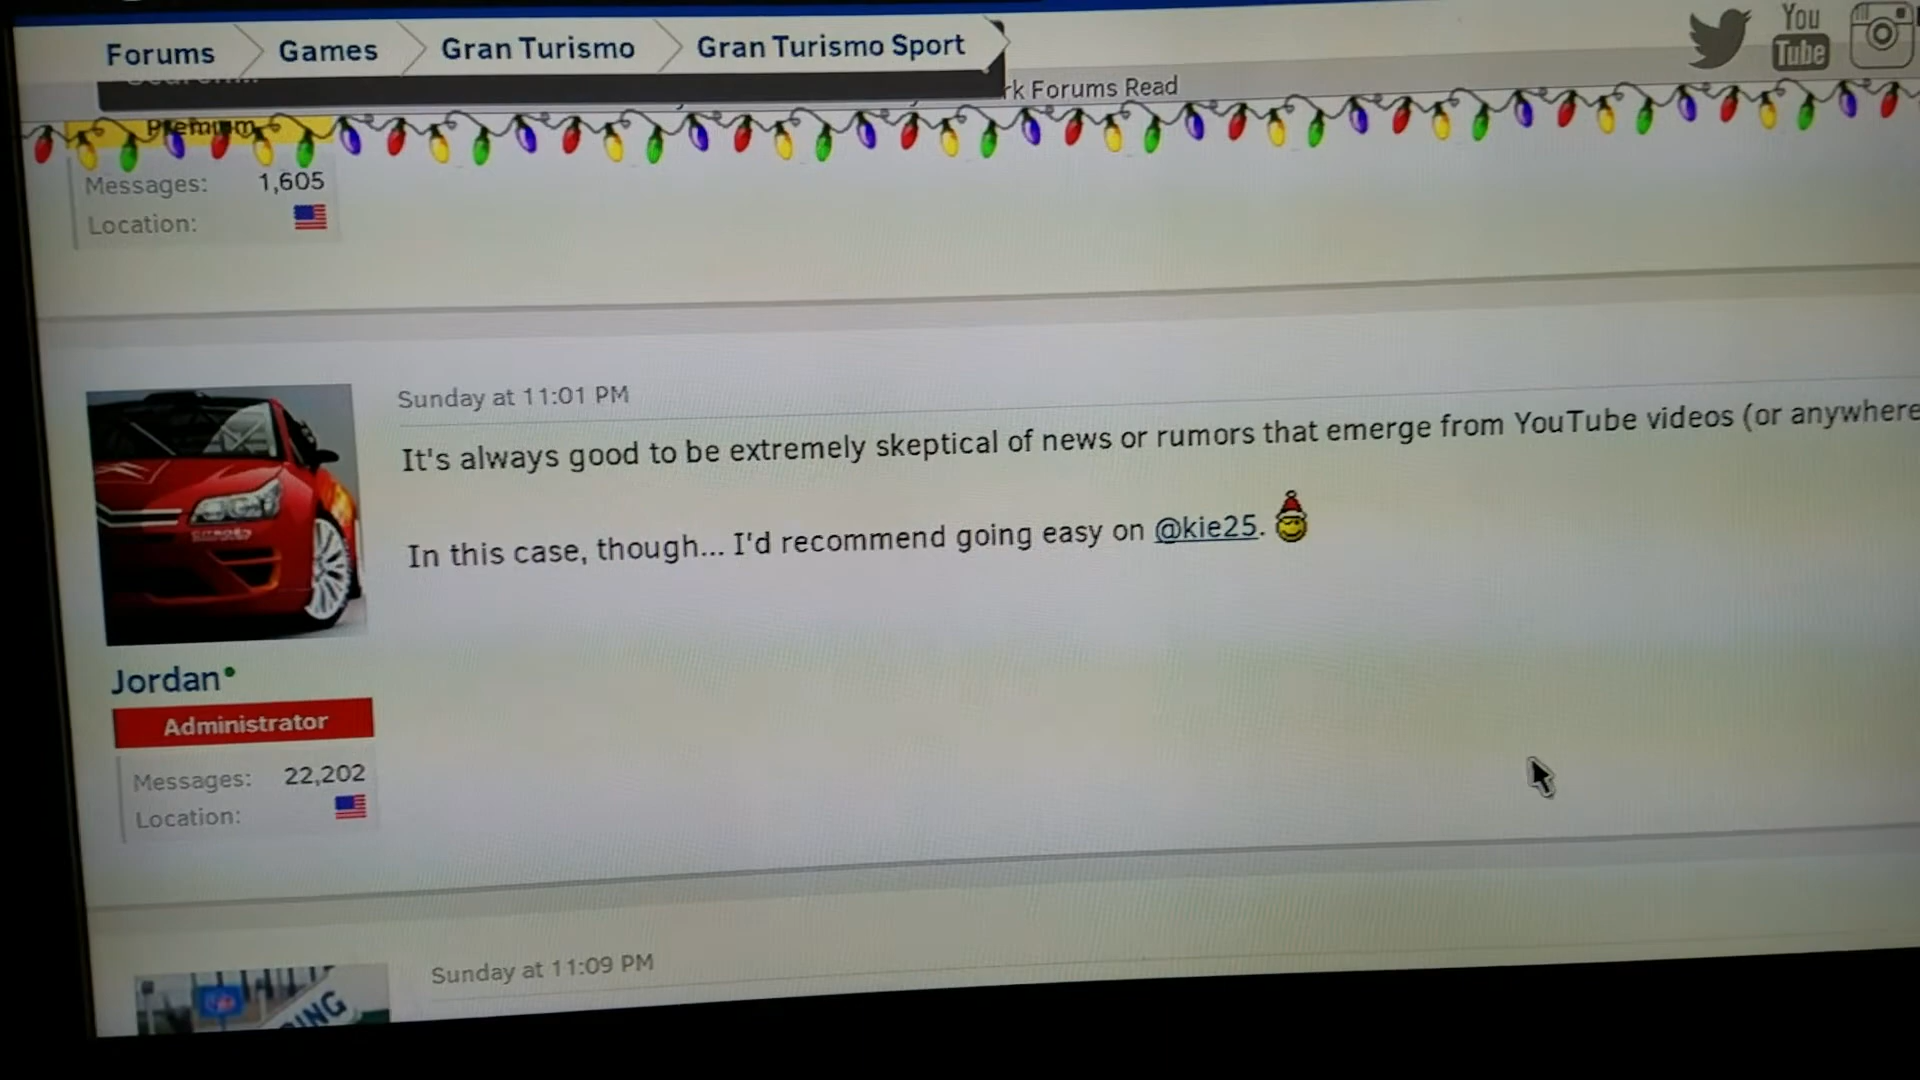 Forums
Games
Gran Turismo
Gran Turismo Sport
You
Tube
rk Forums Read
Premium
Messages: 1,605
Location:
Sunday at 11:01 PM
It's always good to be extremely skeptical of news or rumors that emerge from YouTube videos (or anywhere
In this case, though... I'd recommend going easy on @kie25.
Jordan
Administrator
Messages: 22,202
Location:
Sunday at 11:09 PM
ING